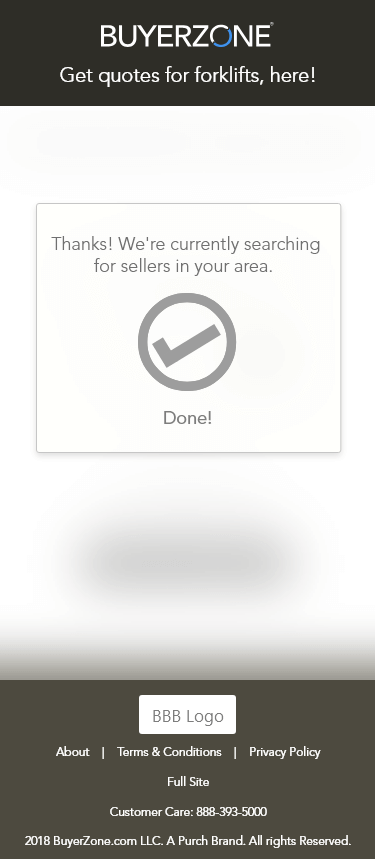 BUYERZONE
Get quotes for forklifts, here!
Thanks! We're currently searching
for sellers in your area.
Done!
BBB Logo
About | Terms & Conditions | Privacy Policy
Full Site
Customer Care: 888-393-5000
2018 BuyerZone.com LLC. A Purch Brand. All rights Reserved.